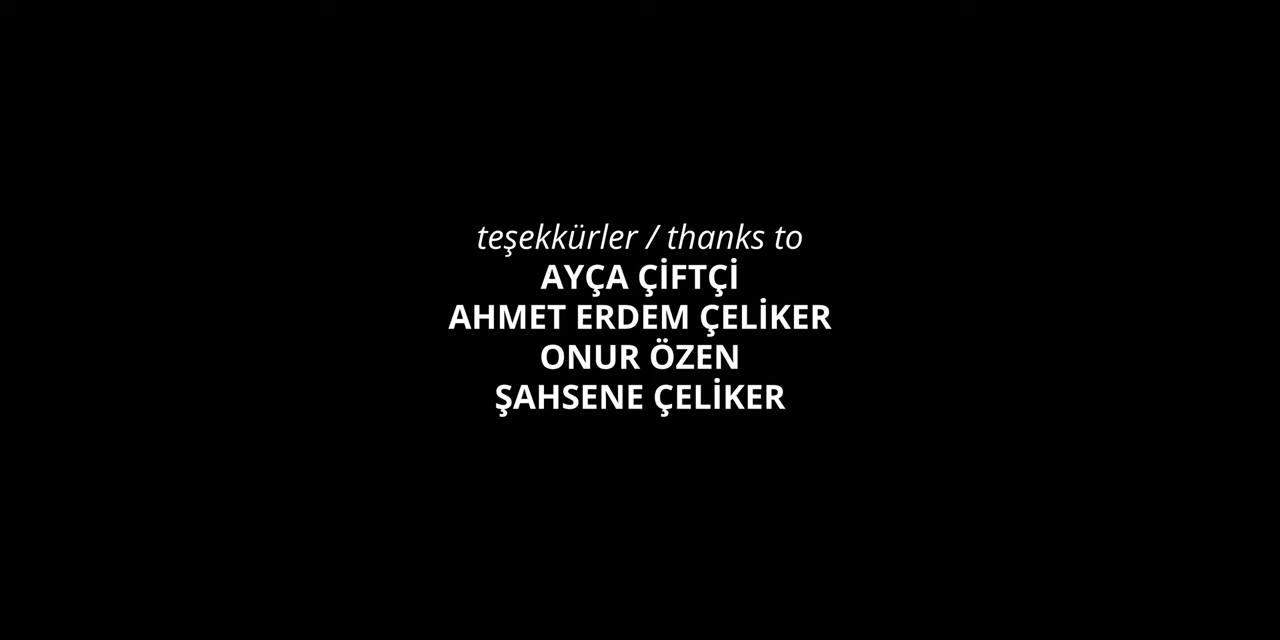 teşekkürler / thanks to
AYÇA ÇİFTÇİ
AHMET ERDEM ÇELİKER
ONUR ÖZEN
ŞAHSENE ÇELİKER